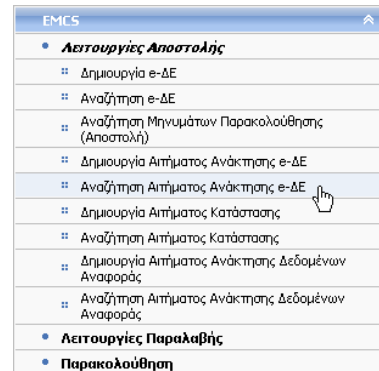 EMCS
Λειτουργίες Αποστολής
Δημιουργία e-ΔΕ
Αναζήτηση e-ΔΕ
Αναζήτηση Μηνυμάτων Παρακολούθησης
(Αποστολή)
Δημιουργία Αιτήματος Ανάκτησης e-ΔΕ
Αναζήτηση Αιτήματος Ανάκτησης e-ΔΕ
Δημιουργία Αιτήματος Κατάστασης
Αναζήτηση Αιτήματος Κατάστασης
Δημιουργία Αιτήματος Ανάκτησης Δεδομένων
Αναφοράς
Αναζήτηση Αιτήματος Ανάκτησης Δεδομένων
Αναφοράς
Λειτουργίες Παραλαβής
Παρακολούθηση